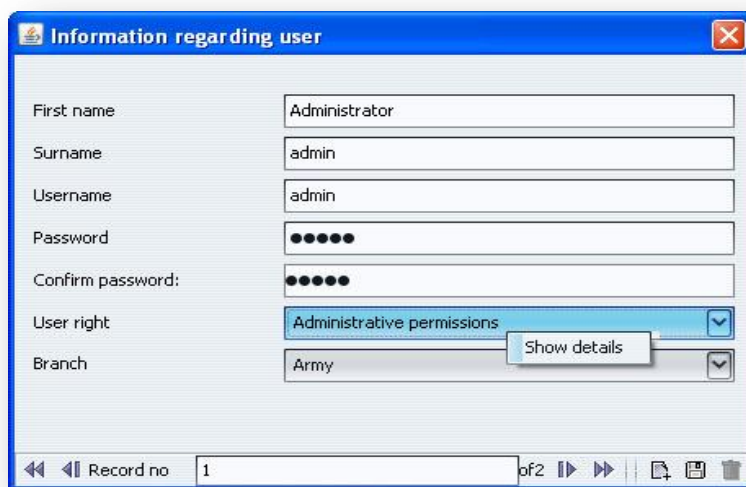 Information regarding user
First name Administrator
Surname admin
Username admin
Password ●●●●●
Confirm password: ●●●●●
User right Administrative permissions
Show details
Branch Army
Record no 1 of2